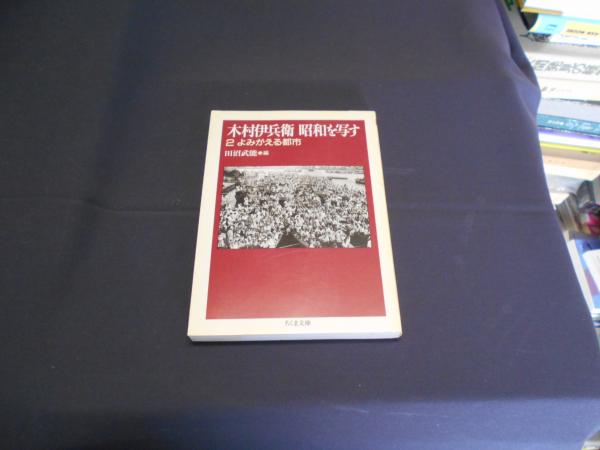 木村伊兵衛 昭和を写す
2 よみがえる都市
田沼武能●編
ちくま文庫